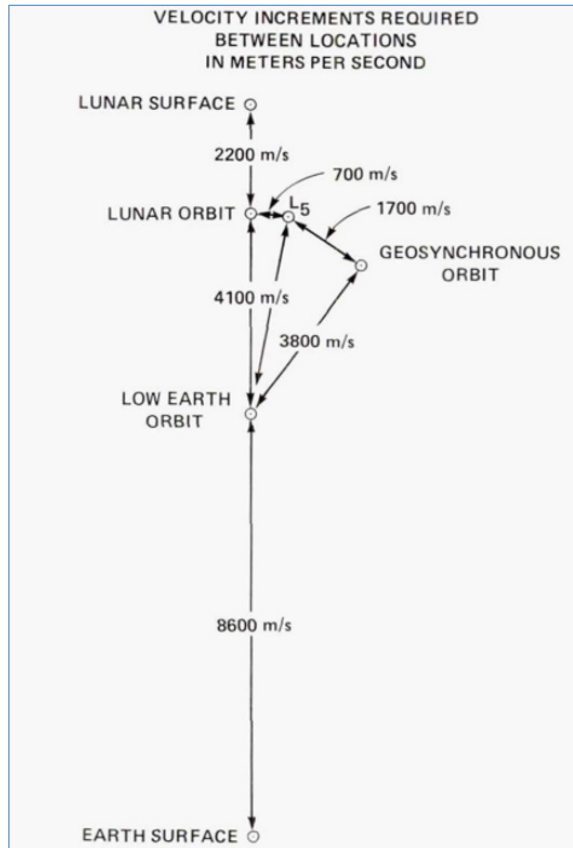 VELOCITY INCREMENTS REQUIRED
BETWEEN LOCATIONS
IN METERS PER SECOND
LUNAR SURFACE
2200 m/s
700 m/s
LUNAR ORBIT
L5
1700 m/s
GEOSYNCHRONOUS
ORBIT
4100 m/s
3800 m/s
LOW EARTH
ORBIT
8600 m/s
EARTH SURFACE